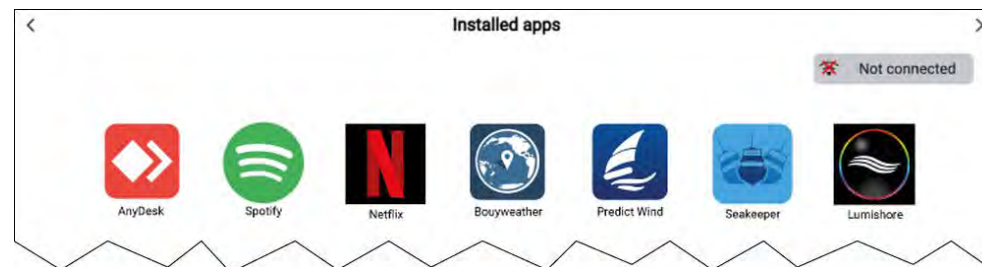 Installed apps
Not connected
AnyDesk
Spotify
Netflix
Bouyweather
Predict Wind
Seakeeper
Lumishore